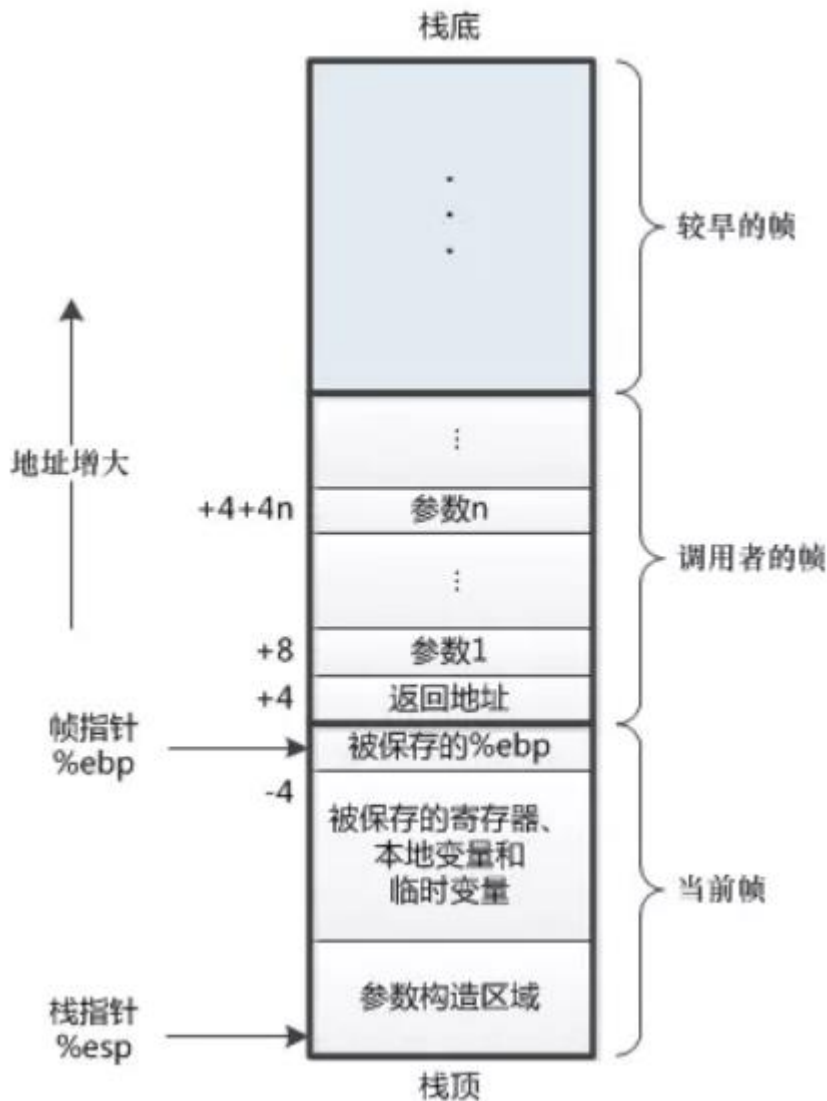 栈底
较早的帧
地址增大
⋮
+4+4n
参数n
调用者的帧
⋮
+8
参数1
+4
返回地址
帧指针
%ebp
被保存的%ebp
-4
被保存的寄存器、
本地变量和
临时变量
当前帧
参数构造区域
栈指针
%esp
栈顶